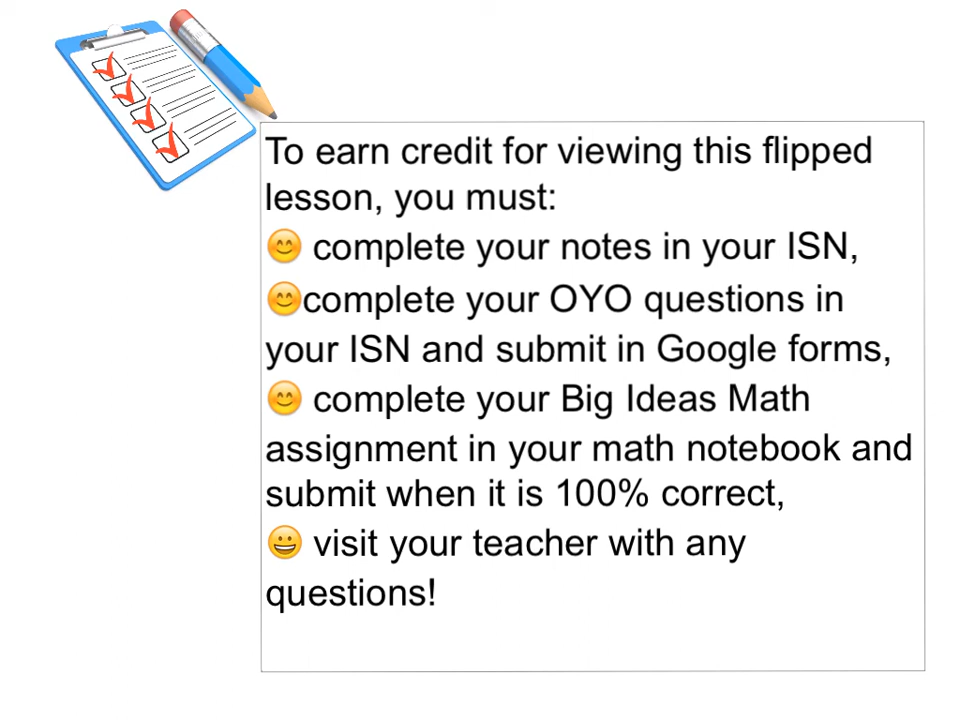 To earn credit for viewing this flipped
lesson, you must:
😊 complete your notes in your ISN,
😊complete your OYO questions in
your ISN and submit in Google forms,
😊 complete your Big Ideas Math
assignment in your math notebook and
submit when it is 100% correct,
😀 visit your teacher with any
questions!